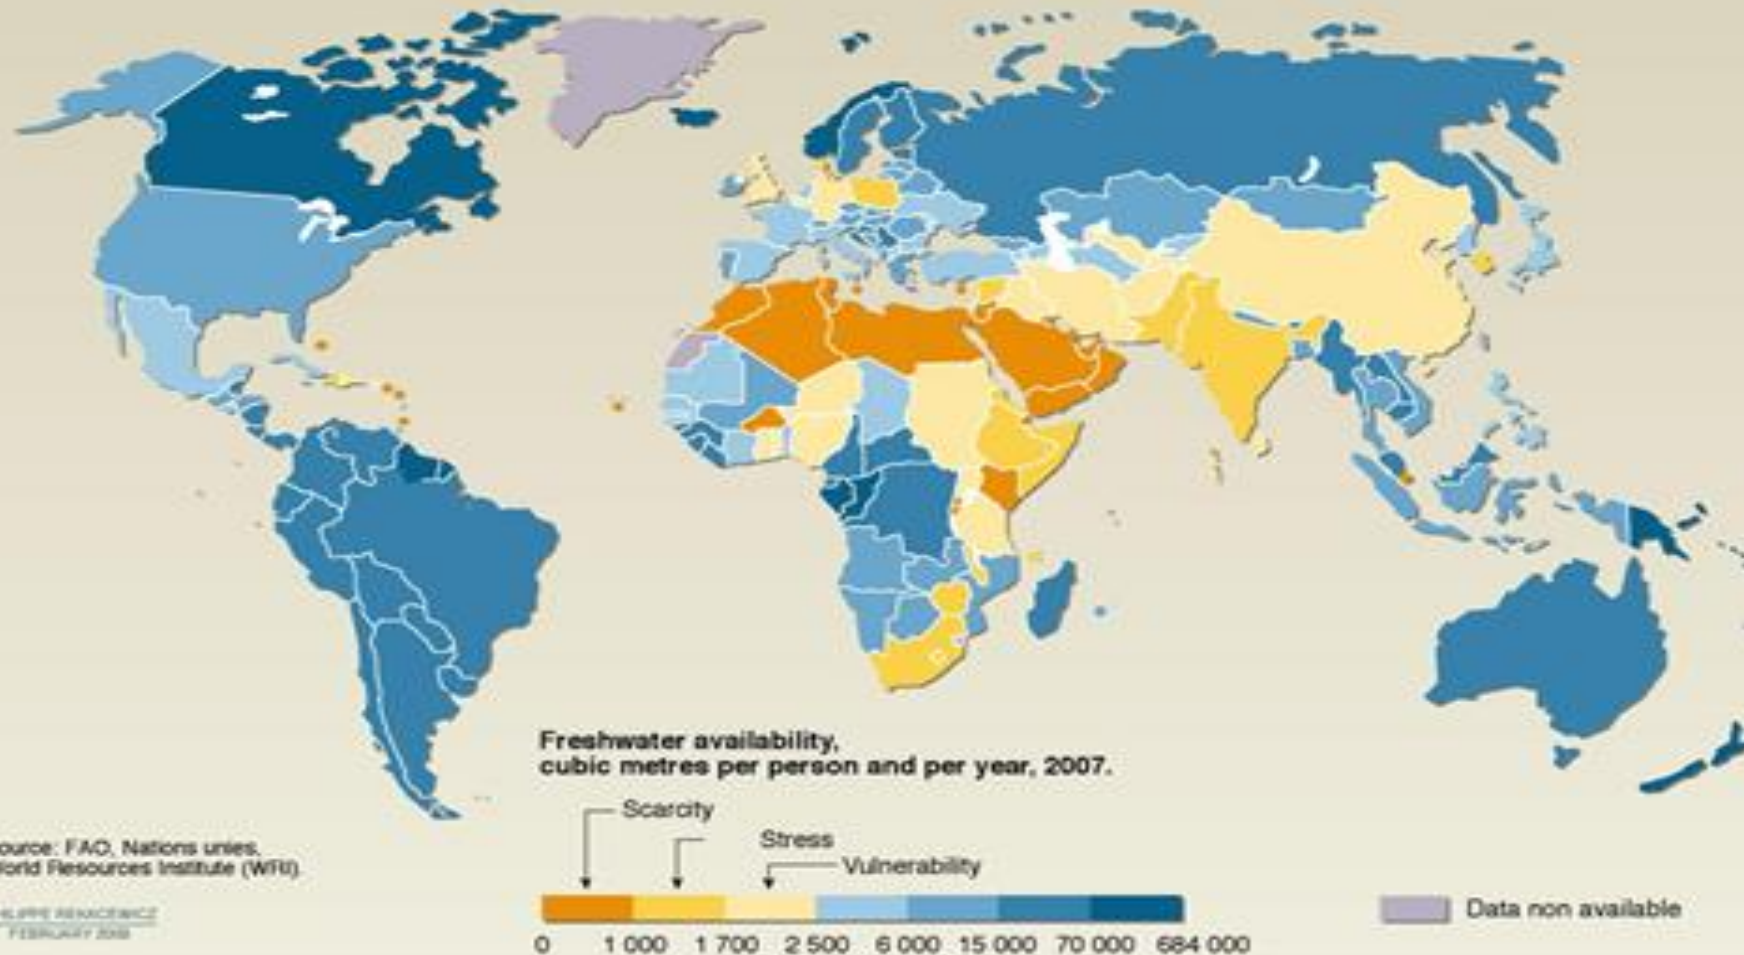 Freshwater availability,
cubic metres per person and per year, 2007.
Scarcity
Stress
Vulnerability
0 1 000 1 700 2 500 6 000 15 000 70 000 684 000
Data non available
ource: FAO, Nations unies,
orld Resources Institute (WRI).
FEBRUARY